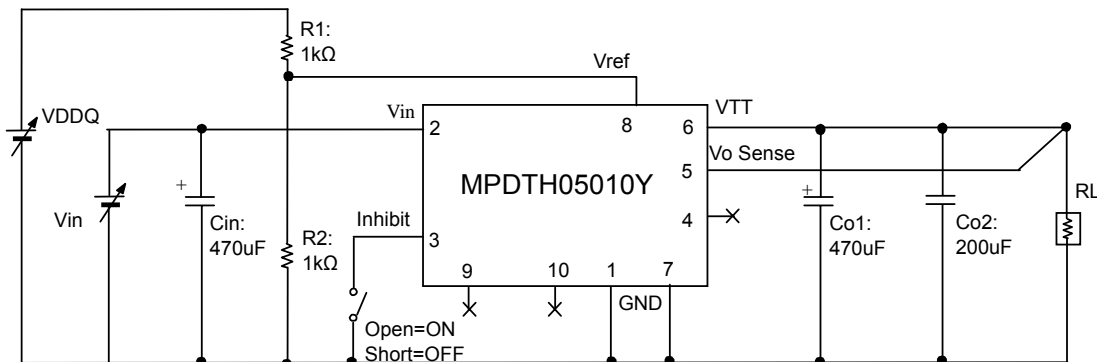 R1:
1kΩ
Vref
VDDQ
Vin
2
8
6
VTT
Vo Sense
5
MPDTH05010Y
4
RL
Vin
+
Cin:
470uF
R2:
1kΩ
Inhibit
3
+
Co1:
470uF
Co2:
200uF
9
10
1
7
GND
Open=ON
Short=OFF